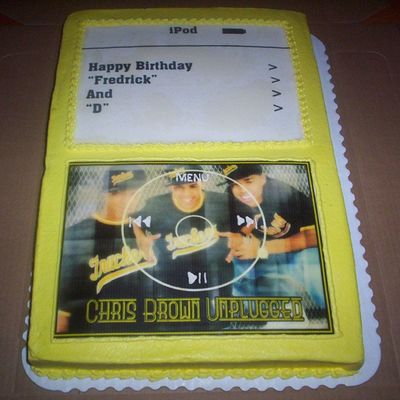 iPod
Happy Birthday >
"Fredrick" >
And >
"D" >
MENU
CHRIS BROWN UNPLUGGED